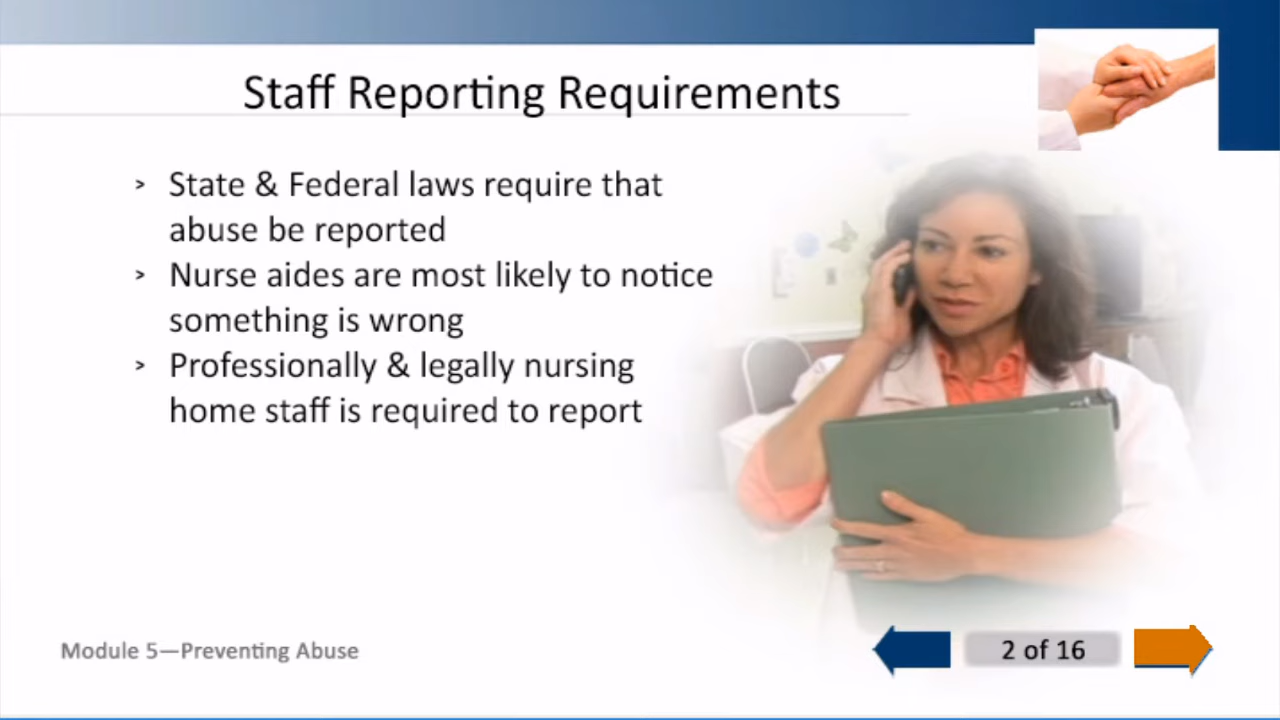 Staff Reporting Requirements
> State & Federal laws require that
abuse be reported
> Nurse aides are most likely to notice
something is wrong
> Professionally & legally nursing
home staff is required to report
Module 5—Preventing Abuse
2 of 16